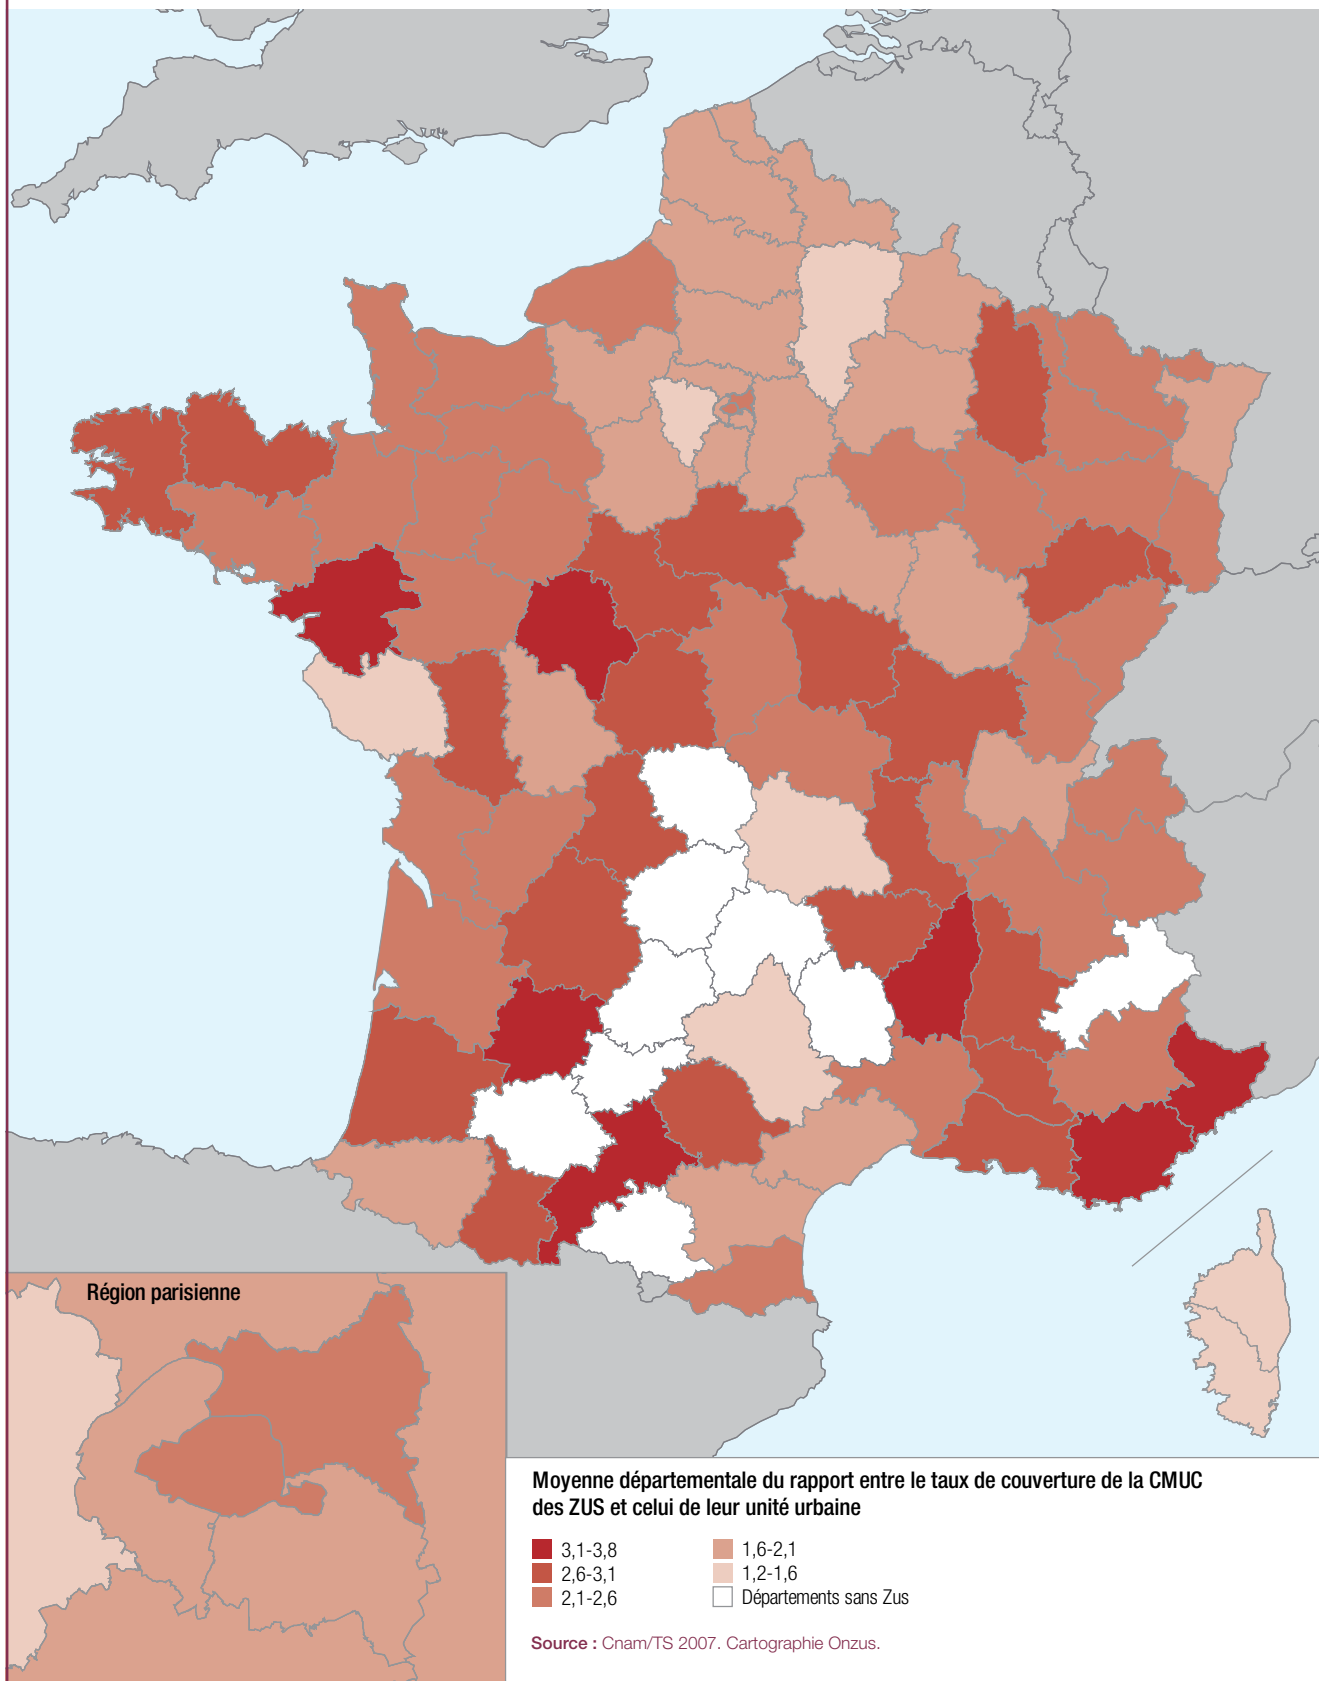 Région parisienne
Moyenne départementale du rapport entre le taux de couverture de la CMUC
des ZUS et celui de leur unité urbaine
3,1-3,8
2,6-3,1
2,1-2,6
1,6-2,1
1,2-1,6
Départements sans Zus
Source : Cnam/TS 2007. Cartographie Onzus.